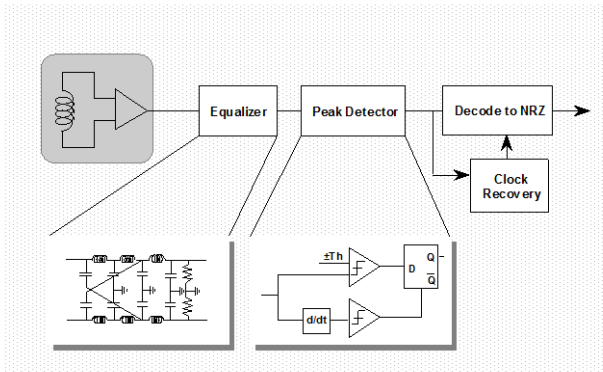 Equalizer
Peak Detector
Decode to NRZ
Clock
Recovery
±Th
D
Q
Q̅
d/dt